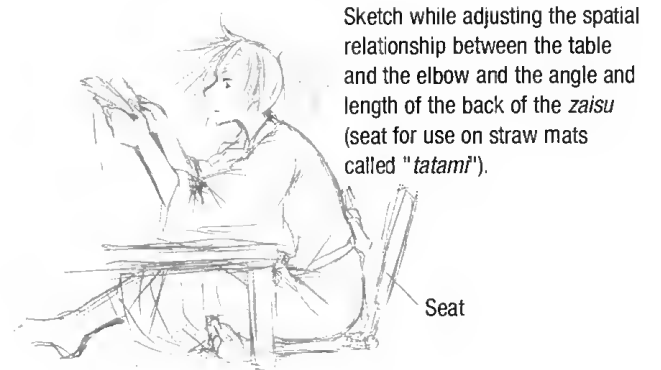 Sketch while adjusting the spatial
relationship between the table
and the elbow and the angle and
length of the back of the zaisu
(seat for use on straw mats
called "tatami").
Seat